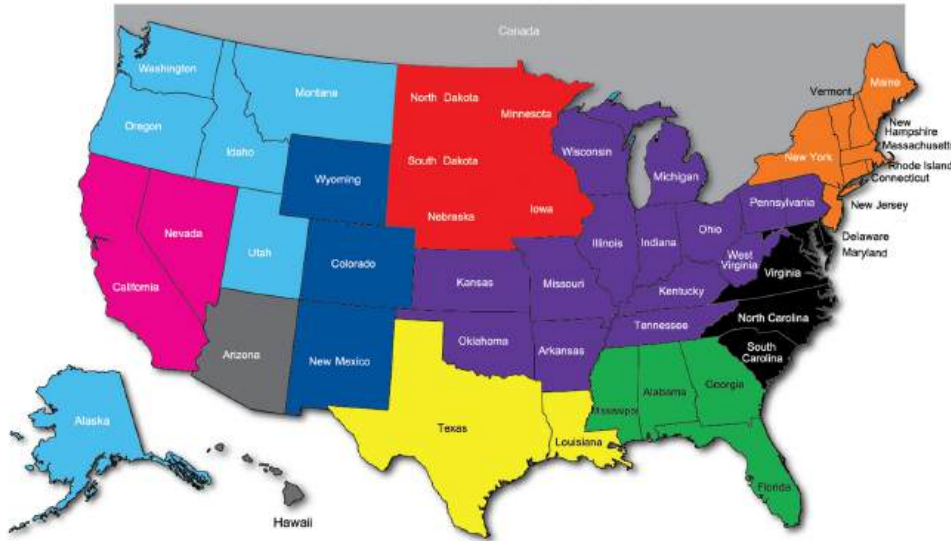 Canada
Washington
Montana
North Dakota
Minnesota
Maine
Vermont
Oregon
Idaho
Wisconsin
New
Hampshire
Massachusetts
New York
Rhode Island
Connecticut
South Dakota
Wyoming
Michigan
New Jersey
Nebraska
Iowa
Pennsylvania
Nevada
Utah
Colorado
Illinois
Indiana
Ohio
West
Virginia
Virginia
Delaware
Maryland
California
Kansas
Missouri
Kentucky
North Carolina
Tennessee
Arizona
New Mexico
Oklahoma
Arkansas
South
Carolina
Alaska
Texas
Louisiana
Mississippi
Alabama
Georgia
Florida
Hawaii